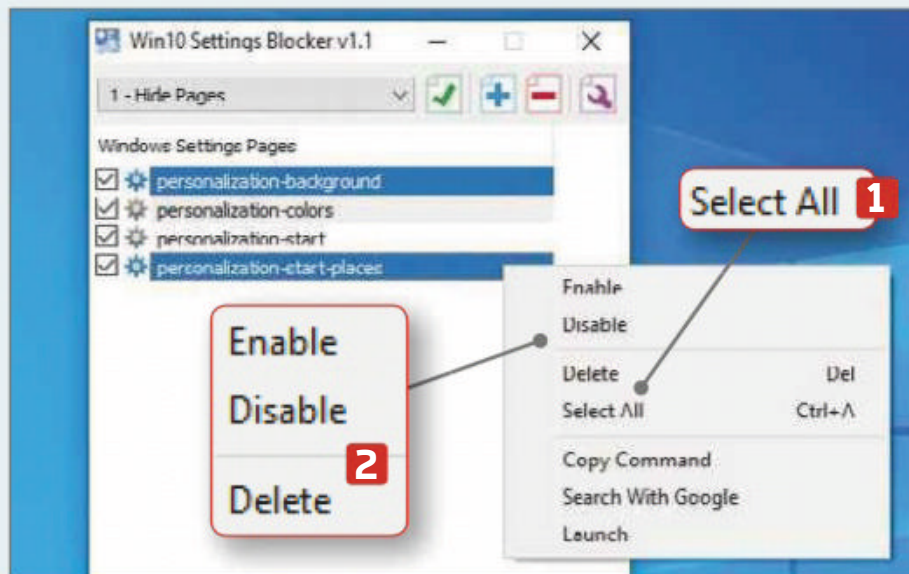 Win10 Settings Blocker v1.1
1 - Hide Pages
Windows Settings Pages
personalization-background
personalization-colors
personalization-start
personalization-start-places
Select All 1
Enable
Disable
Delete Del
Select All Ctrl+A
Copy Command
Search With Google
Launch
Enable
Disable
2
Delete